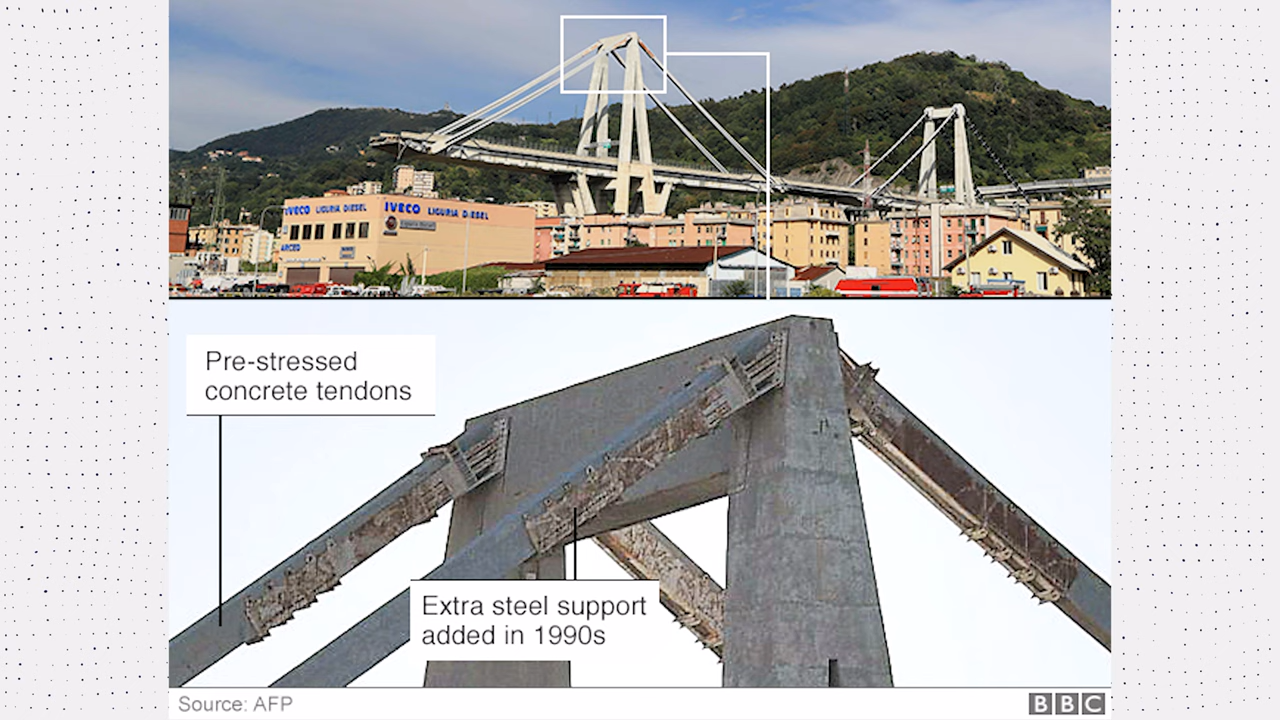 IVECO LIGURIA DIESEL
IVECO LIGURIA DIESEL
Pre-stressed
concrete tendons
Extra steel support
added in 1990s
Source: AFP
BBC